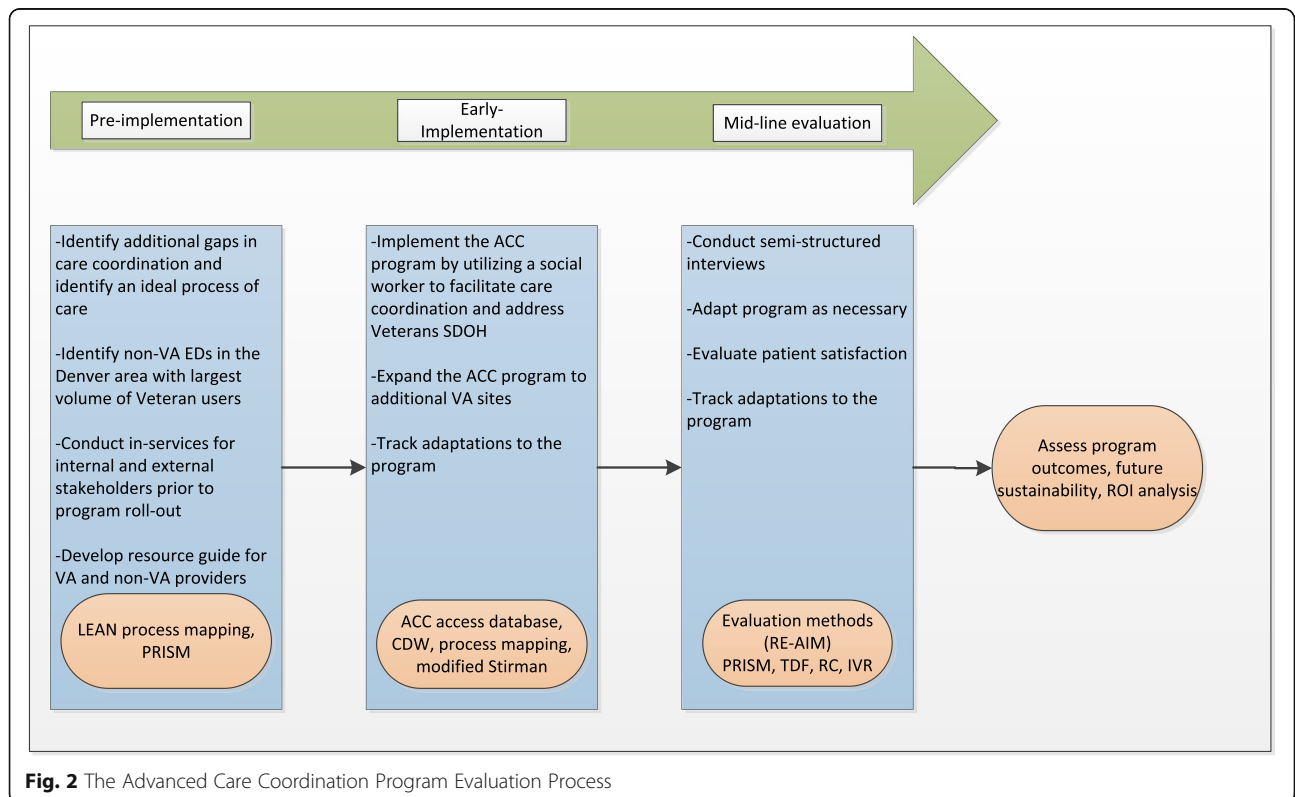 Pre-implementation
Early-
Implementation
Mid-line evaluation
-Identify additional gaps in
care coordination and
identify an ideal process of
care
-Identify non-VA EDs in the
Denver area with largest
volume of Veteran users
-Conduct in-services for
internal and external
stakeholders prior to
program roll-out
-Develop resource guide for
VA and non-VA providers
LEAN process mapping,
PRISM
-Implement the ACC
program by utilizing a social
worker to facilitate care
coordination and address
Veterans SDOH
-Expand the ACC program to
additional VA sites
-Track adaptations to the
program
ACC access database,
CDW, process mapping,
modified Stirman
-Conduct semi-structured
interviews
-Adapt program as necessary
-Evaluate patient satisfaction
-Track adaptations to the
program
Evaluation methods
(RE-AIM)
PRISM, TDF, RC, IVR
Assess program
outcomes, future
sustainability, ROI analysis
Fig. 2 The Advanced Care Coordination Program Evaluation Process